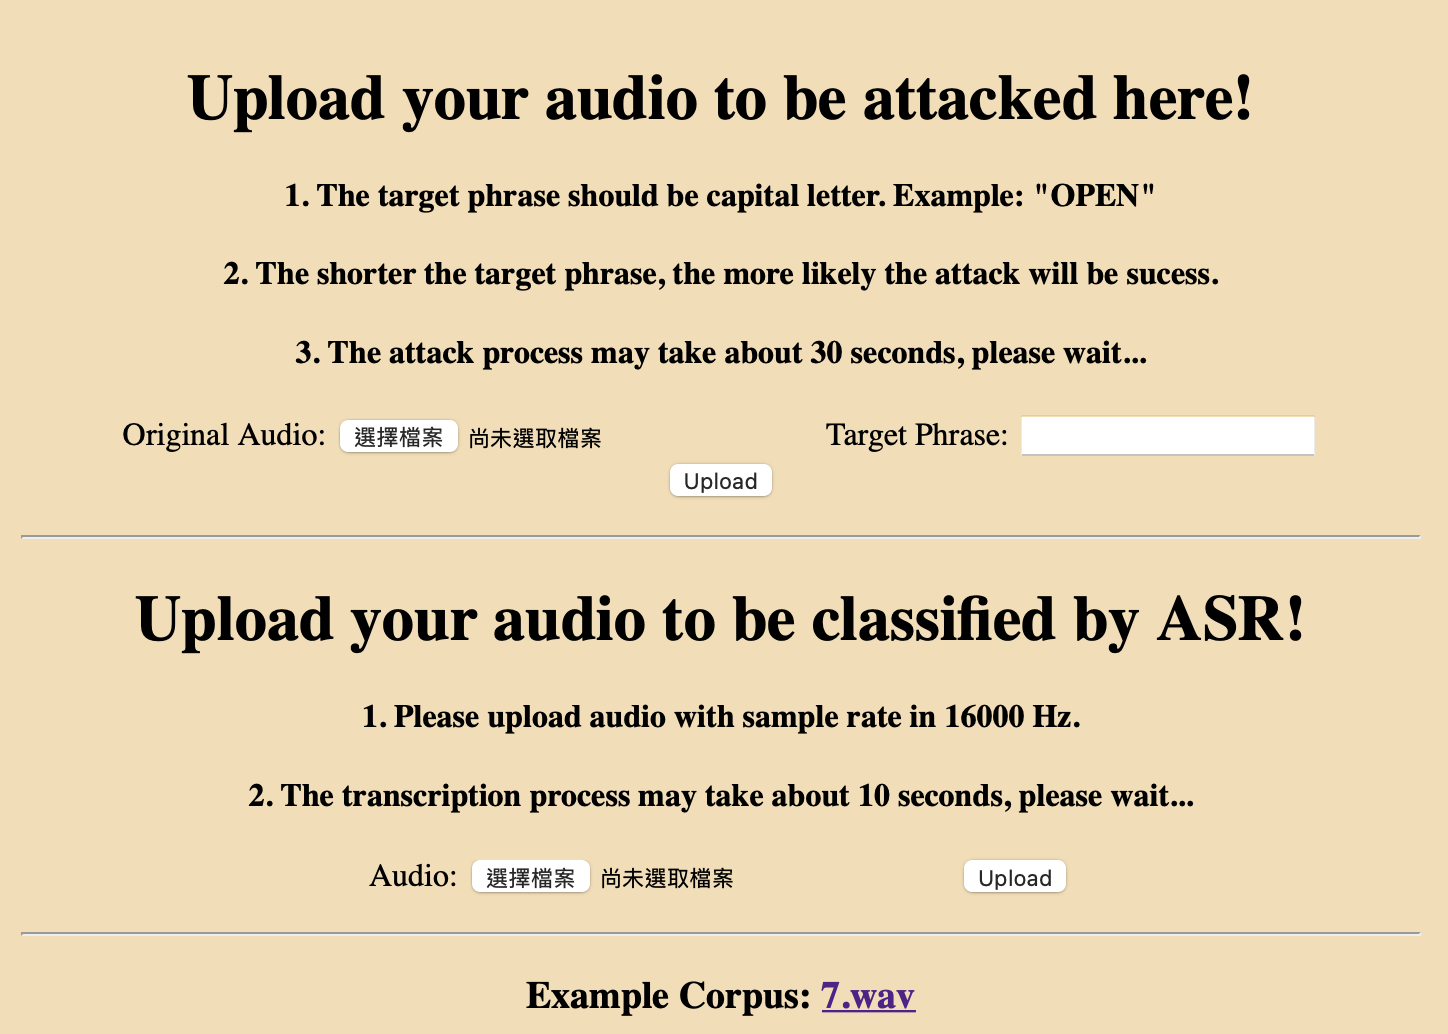 Upload your audio to be attacked here!
1. The target phrase should be capital letter. Example: "OPEN"
2. The shorter the target phrase, the more likely the attack will be sucess.
3. The attack process may take about 30 seconds, please wait...
Original Audio: 選擇檔案 尚未選取檔案 Target Phrase:
Upload
Upload your audio to be classified by ASR!
1. Please upload audio with sample rate in 16000 Hz.
2. The transcription process may take about 10 seconds, please wait...
Audio: 選擇檔案 尚未選取檔案 Upload
Example Corpus: 7.wav